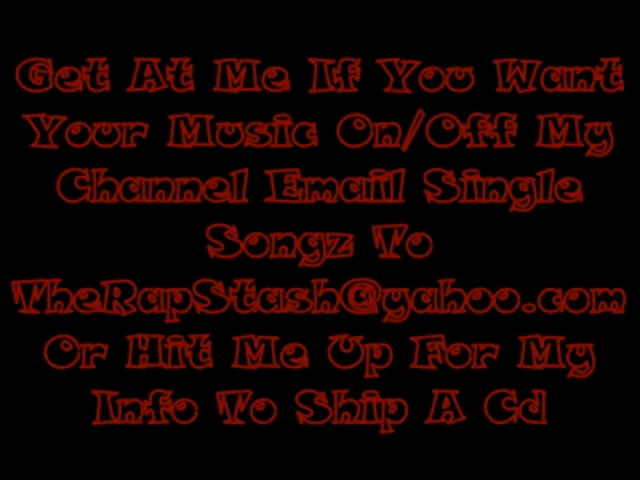 Get At Me If You Want
Your Music On/Off My
Channel Email Single
Songz To
TheRapStash@yahoo.com
Or Hit Me Up For My
Info To Ship A Cd